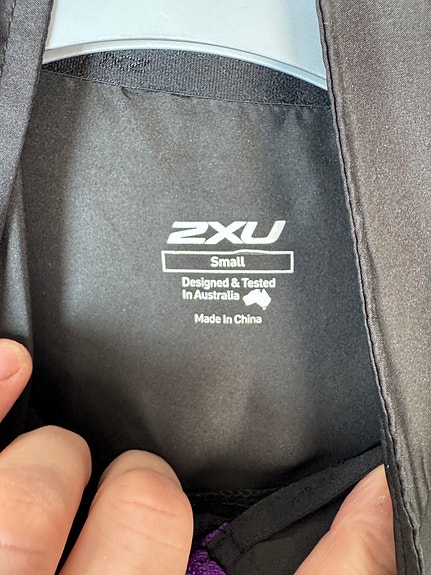 2XU
Small
Designed & Tested
In Australia
Made In China